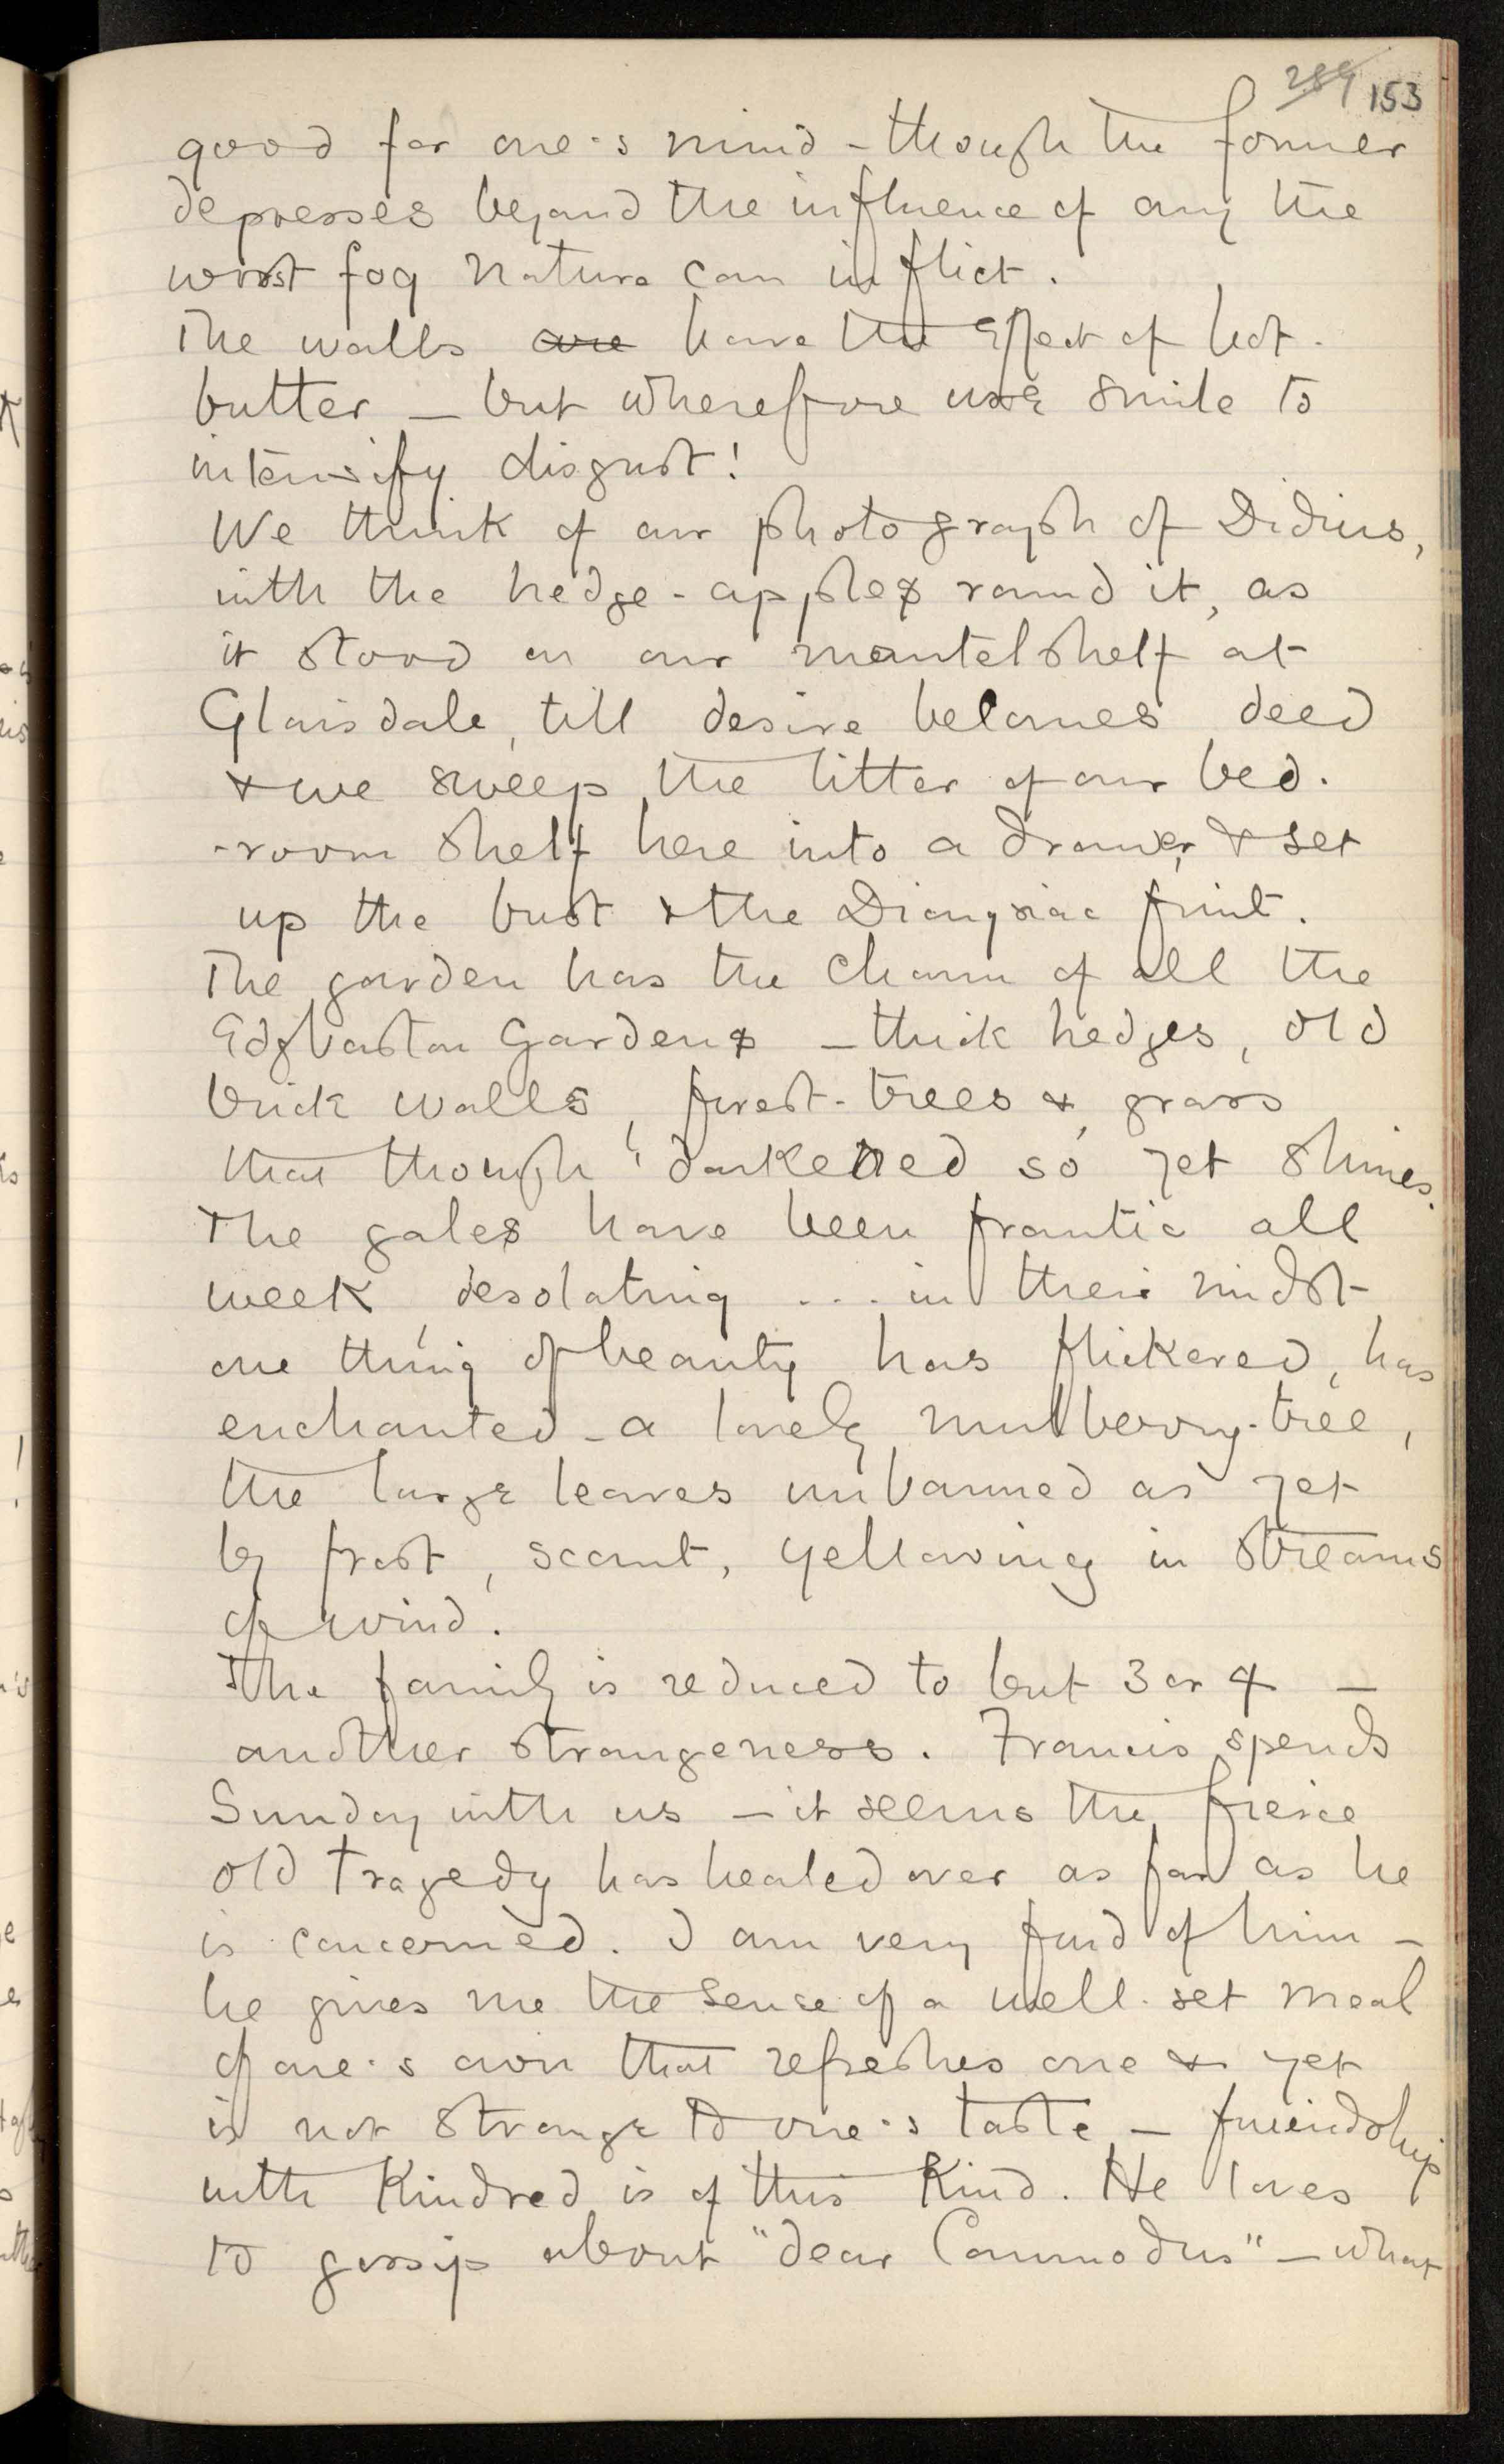 289 153
good for one's mind – though the former
depresses beyond the influence of any the
worst fog Nature can inflict.
The walls are have the effect of hot-
butter – but wherefore use smile to
intensify disgust!
We think of our photograph of Didius,
with the hedge-apples round it, as
it stood on our mantelshelf at
Glaisdale, till desire becomes deed
& we sweep the litter of our bed-
-room shelf here into a drawer & set
up the bust & the Dionysiac fruit.
The garden has the charm of all the
Edgbaston Gardens – thick hedges, old
brick walls, forest-trees & grass
that though 'darkened so' yet shines.
The gales have been frantic all
week, desolating ... in their midst
one thing of beauty has flickered, has
enchanted – a lovely mulberry-tree,
the large leaves unbanned as yet
by frost, scant, yellowing in streams
of wind.
The family is reduced to but 3 or 4 –
another strangeness. Francis spends
Sunday with us – it seems the fierce
old tragedy has healed over as far as he
is concerned. I am very fond of him –
he gives me the sense of a well-set meal
of one's own that refreshes one & yet
is not strange to one's taste – friendship
with Kindred is of this Kind. He loves
to gossip about "dear Commodus" – what